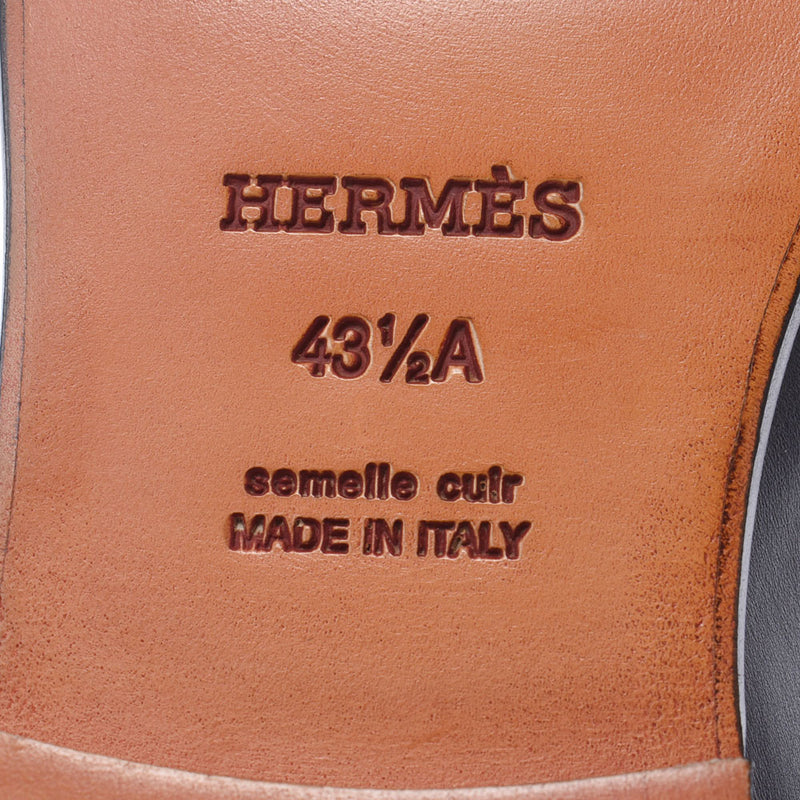 HERMÈS
43½A
semelle cuir
MADE IN ITALY